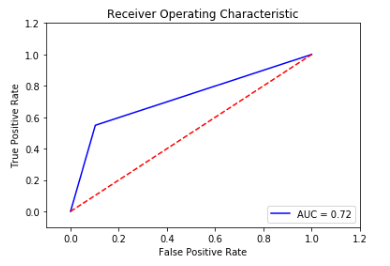 Receiver Operating Characteristic
True Positive Rate
1.2
1.0
0.8
0.6
0.4
0.2
0.0
AUC = 0.72
0.0 0.2 0.4 0.6 0.8 1.0 1.2
False Positive Rate